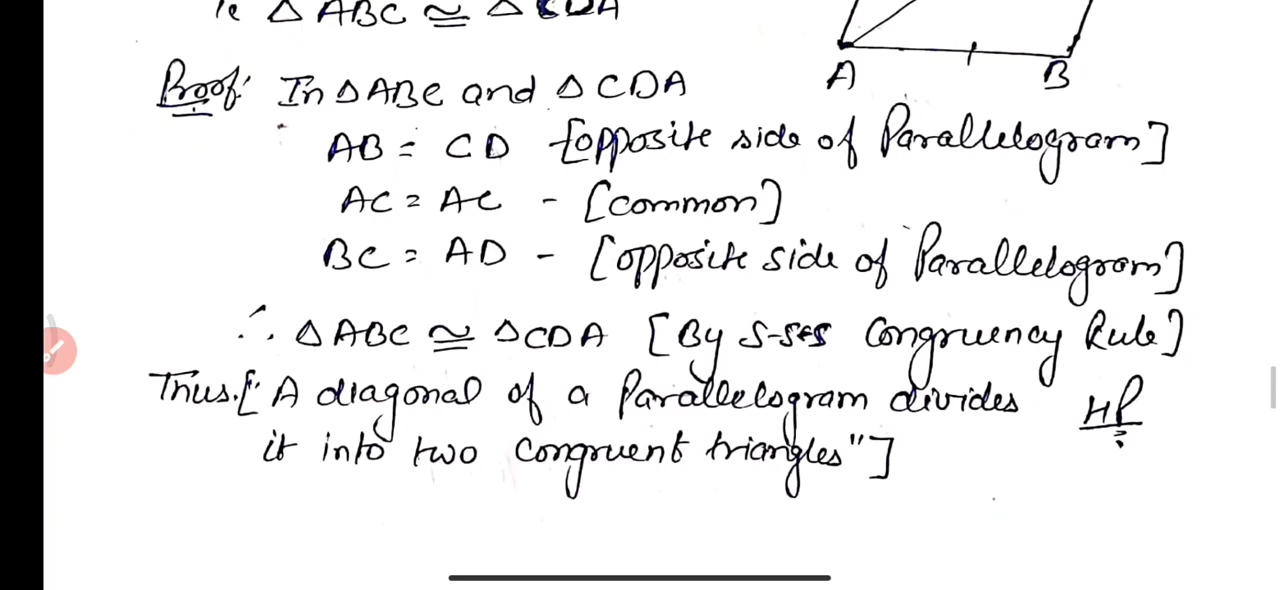 ie △ ABC ≅ △ CDA
A B
Proof: In △ABC and △CDA
AB = CD - [opposite side of Parallelogram]
AC = AC - [common]
BC = AD - [opposite side of Parallelogram]
∴ △ABC ≅ △CDA [By S-S-S Congruency Rule]
Thus. [" A diagonal of a Parallelogram divides HP
it into two congruent triangles"]